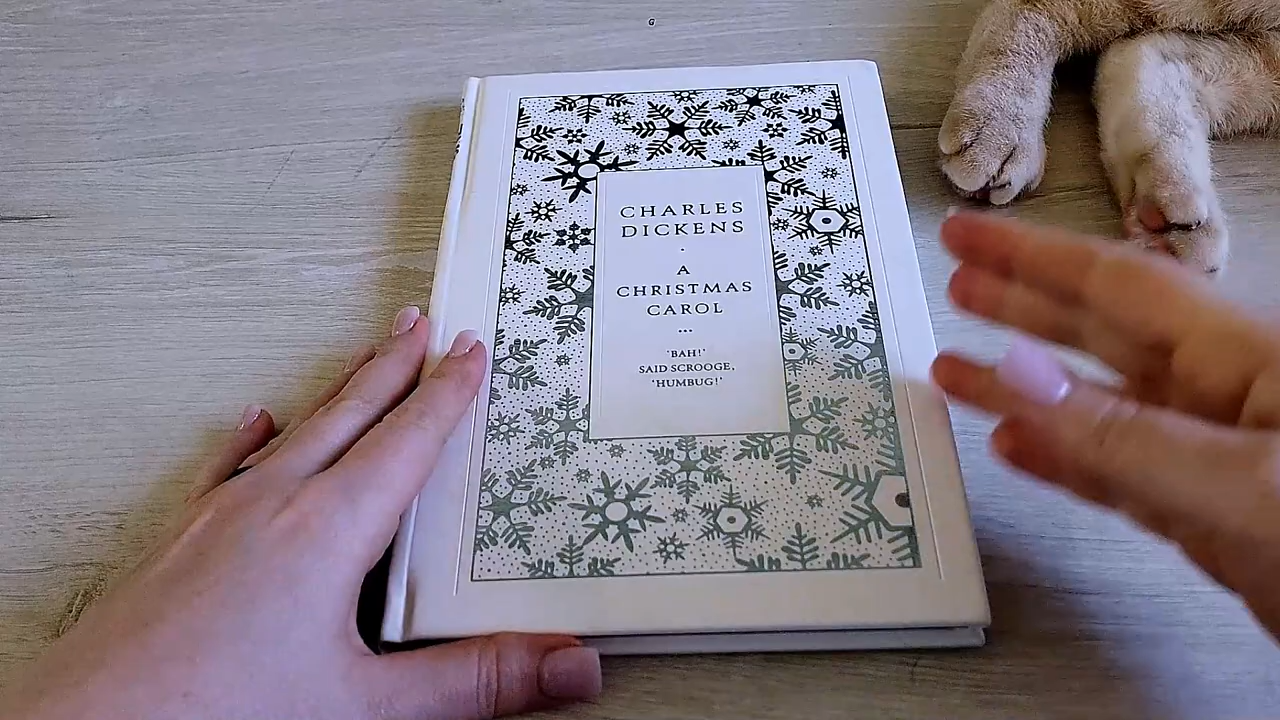 G
CHARLES
DICKENS
A
CHRISTMAS
CAROL
...
'BAH!'
SAID SCROOGE,
'HUMBUG!'